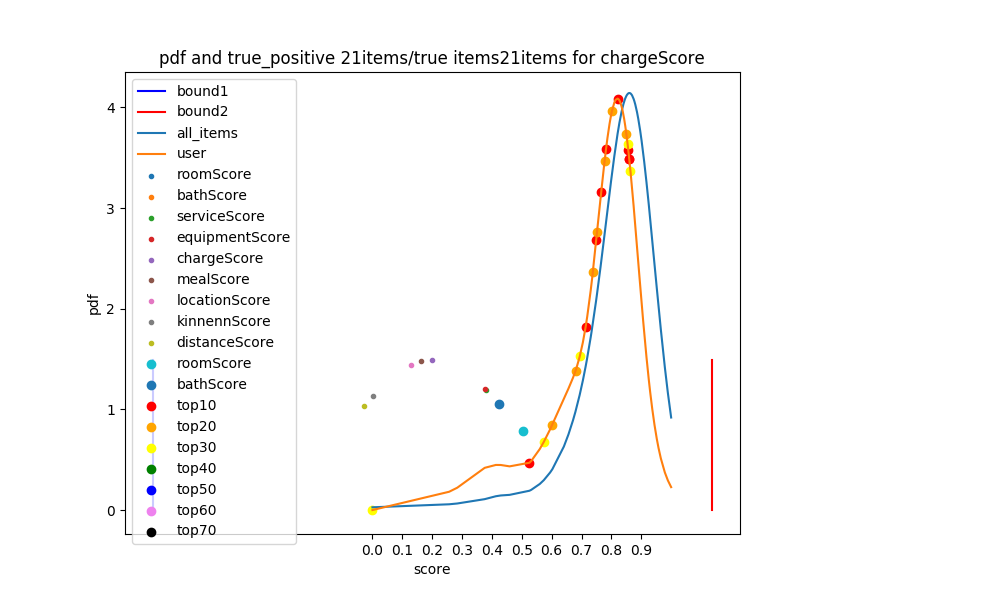 pdf and true_positive 21items/true items21items for chargeScore
4
3
2
1
0
pdf
bound1
bound2
all_items
user
roomScore
bathScore
serviceScore
equipmentScore
chargeScore
mealScore
locationScore
kinnennScore
distanceScore
roomScore
bathScore
top10
top20
top30
top40
top50
top60
top70
0.0 0.1 0.2 0.3 0.4 0.5 0.6 0.7 0.8 0.9
score